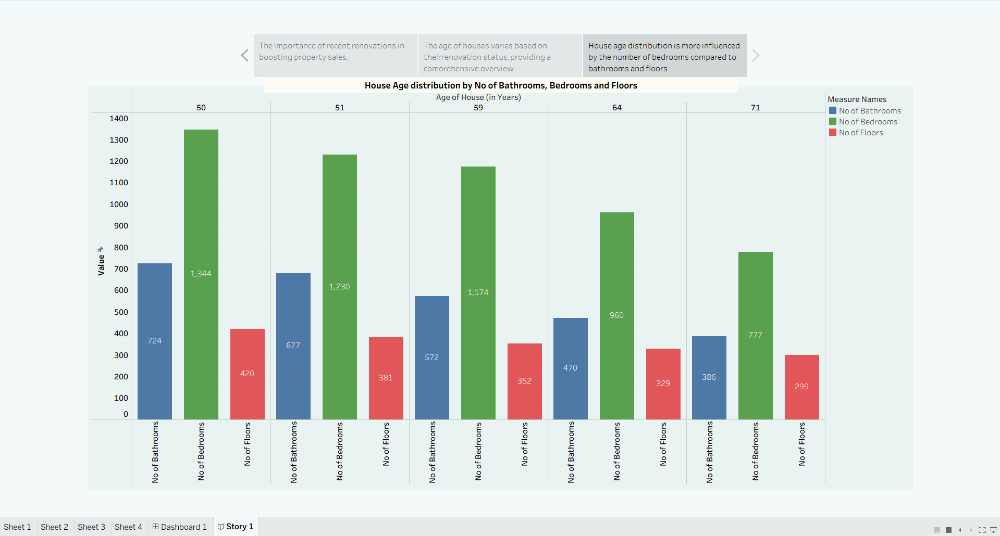 The importance of recent renovations in
boosting property sales.
The age of houses varies based on
theirrenovation status,providing a
comorehensive overview
House age distribution is more influenced
by the number of bedrooms compared to
bathrooms and floors.
House Age distribution by No of Bathrooms, Bedrooms and Floors
Age of House (in Years)
50
51
59
64
71
Measure Names
No of Bathrooms
No of Bedrooms
No of Floors
Value
1400
1300
1200
1100
1000
900
800
700
600
500
400
300
200
100
0
724
1,344
420
677
1,230
381
572
1,174
352
470
960
329
386
777
299
No of Bathrooms
No of Bedrooms
No of Floors
No of Bathrooms
No of Bedrooms
No of Floors
No of Bathrooms
No of Bedrooms
No of Floors
No of Bathrooms
No of Bedrooms
No of Floors
No of Bathrooms
No of Bedrooms
No of Floors
Sheet 1
Sheet 2
Sheet 3
Sheet 4
Dashboard 1
Story 1